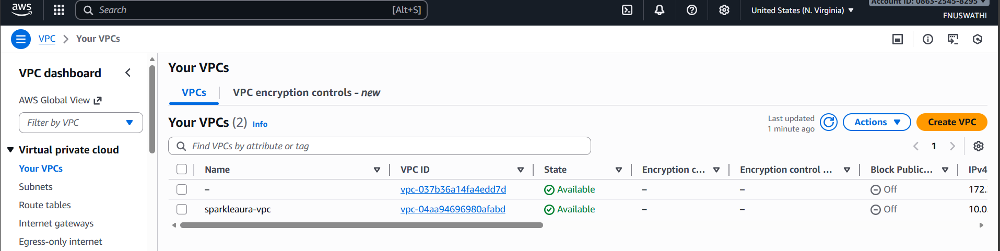 aws
Search [Alt+S]
United States (N. Virginia)
Account ID: 0863-2545-8295
FNUSWATHI
VPC > Your VPCs
VPC dashboard
AWS Global View
Filter by VPC
Virtual private cloud
Your VPCs
Subnets
Route tables
Internet gateways
Egress-only internet
Your VPCs
VPCs
VPC encryption controls - new
Your VPCs (2) Info
Last updated
1 minute ago
Actions
Create VPC
Find VPCs by attribute or tag
1
Name VPC ID State Encryption c... Encryption control ... Block Public... IPv4
– vpc-037b36a14fa4edd7d Available – – Off 172.
sparkleaura-vpc vpc-04aa94696980afabd Available – – Off 10.0